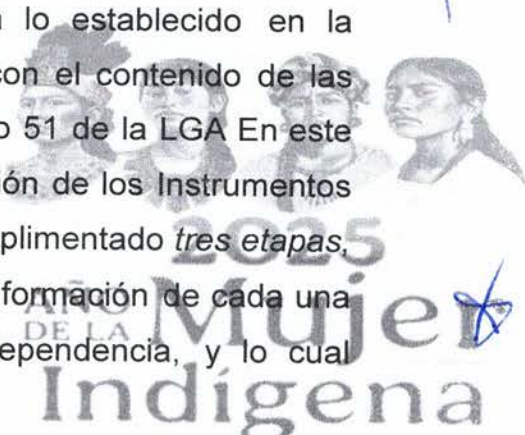 lo establecido en la
con el contenido de las
51 de la LGA En este
ión de los Instrumentos
plimentado tres etapas,
formación de cada una
ependencia, y lo cual
2025
AÑO
DE LA
Mujer
Indígena